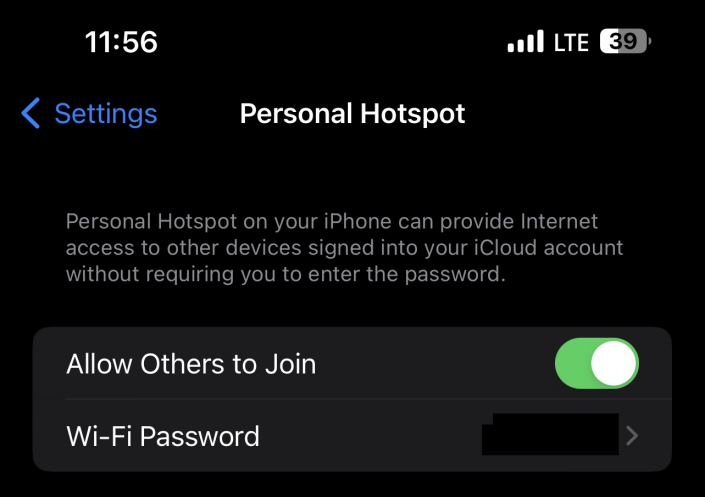 11:56 LTE 39
Settings Personal Hotspot
Personal Hotspot on your iPhone can provide Internet
access to other devices signed into your iCloud account
without requiring you to enter the password.
Allow Others to Join
Wi-Fi Password